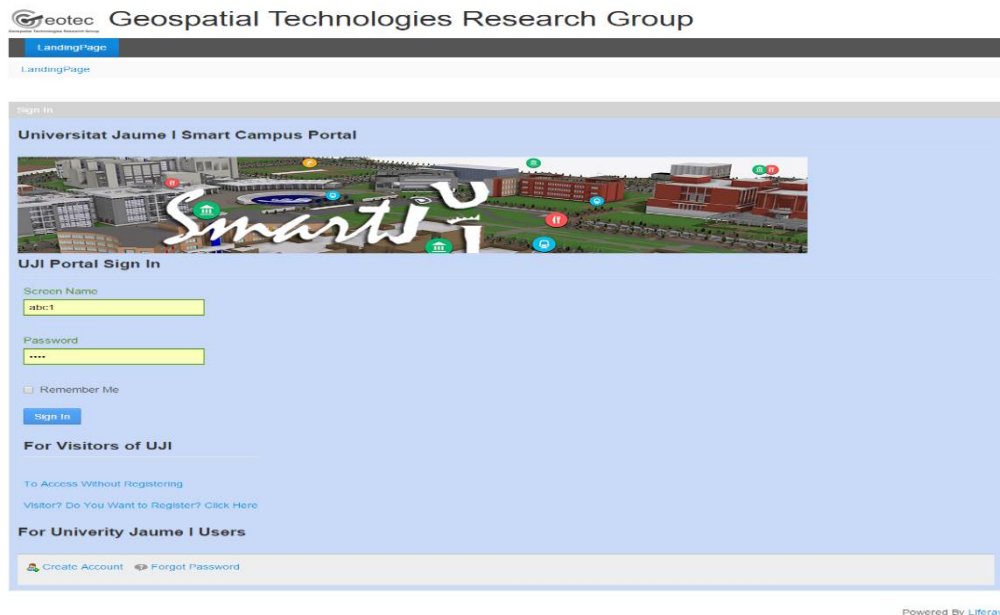 Geotec Geospatial Technologies Research Group
Geospatial Technologies Research Group
LandingPage
LandingPage
Sign In
Universitat Jaume I Smart Campus Portal
SmartUJI
UJI Portal Sign In
Screen Name
abc1
Password
••••
Remember Me
Sign In
For Visitors of UJI
To Access Without Registering
Visitor? Do You Want to Register? Click Here
For Univerity Jaume I Users
Create Account Forgot Password
Powered By Liferay